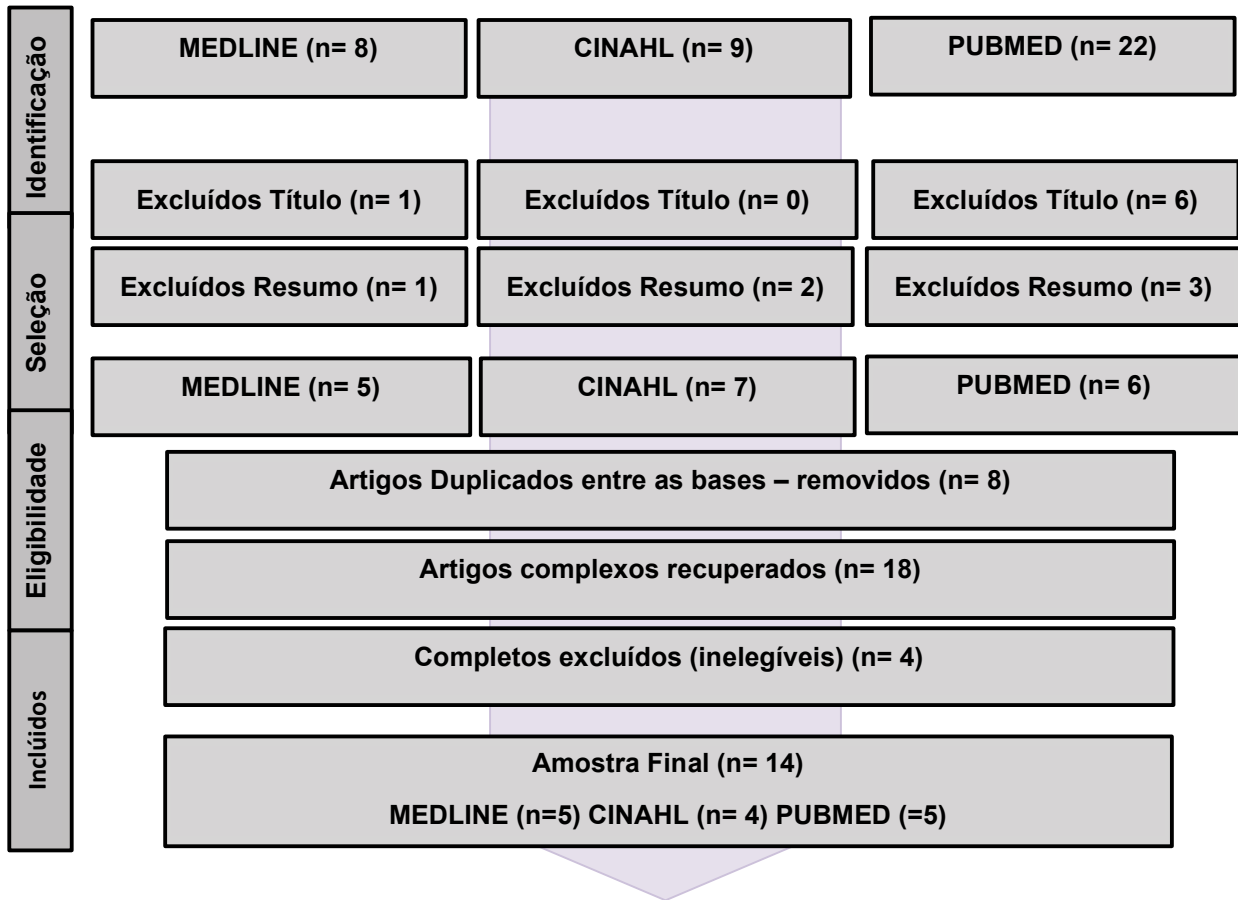 Identificação
MEDLINE (n= 8)
CINAHL (n= 9)
PUBMED (n= 22)
Excluídos Título (n= 1)
Excluídos Título (n= 0)
Excluídos Título (n= 6)
Seleção
Excluídos Resumo (n= 1)
Excluídos Resumo (n= 2)
Excluídos Resumo (n= 3)
MEDLINE (n= 5)
CINAHL (n= 7)
PUBMED (n= 6)
Eligibilidade
Artigos Duplicados entre as bases – removidos (n= 8)
Artigos complexos recuperados (n= 18)
Inclúidos
Completos excluídos (inelegíveis) (n= 4)
Amostra Final (n= 14)
MEDLINE (n=5) CINAHL (n= 4) PUBMED (=5)